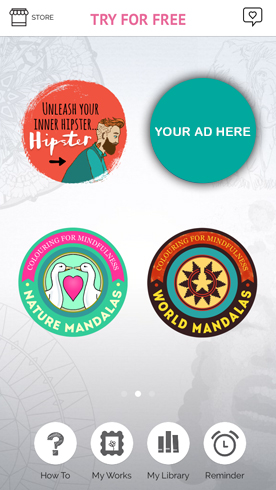 STORE
TRY FOR FREE
UNLEASH YOUR
INNER HIPSTER...
Hipster
YOUR AD HERE
COLOURING FOR MINDFULNESS
NATURE MANDALAS
COLOURING FOR MINDFULNESS
WORLD MANDALAS
How To
My Works
My Library
Reminder